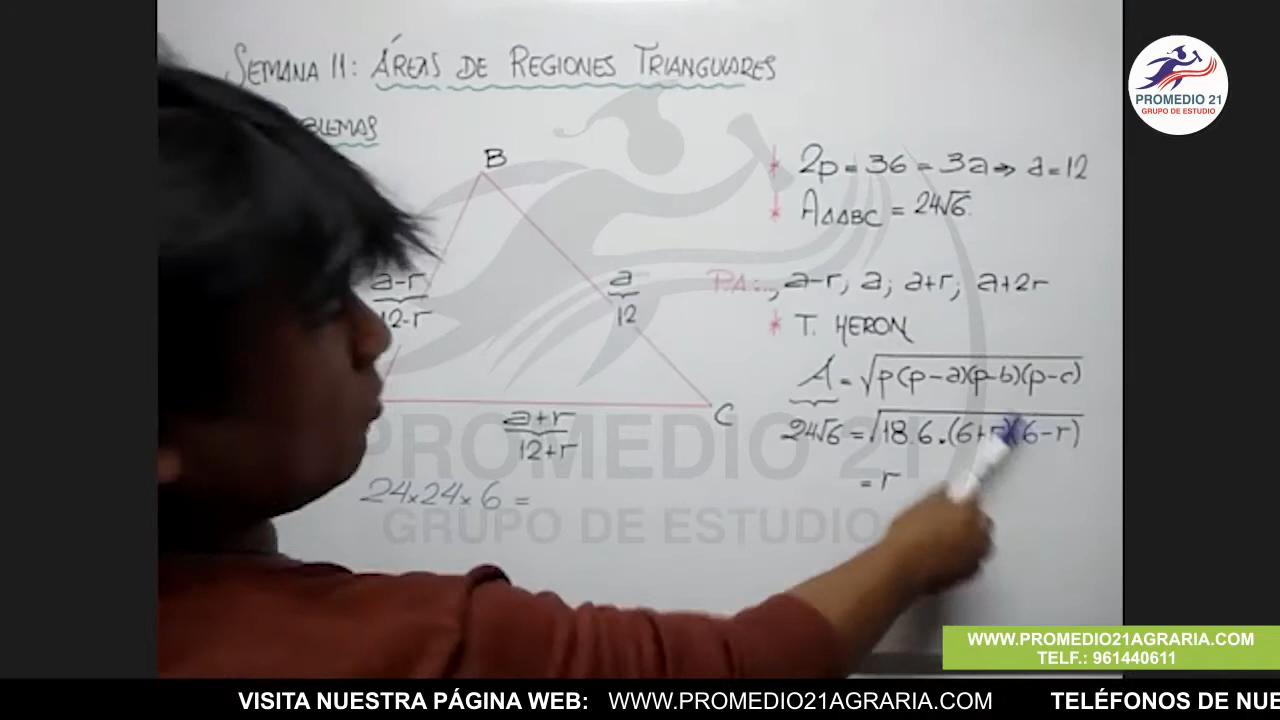 SEMANA 11: ÁREAS DE REGIONES TRIANGULARES
BLEMAS
B
a-r
12-r
a
12
C
a+r
12+r
24×24×6 =
* 2p = 36 = 3a → a=12
* A△ABC = 24√6
P.A:..., a-r, a; a+r; a+2r
* T. HERON
A = √p(p-a)(p-b)(p-c)
24√6 = √18.6.(6+r)(6-r)
= r
PROMEDIO 21
GRUPO DE ESTUDIO
PROMEDIO 21
GRUPO DE ESTUDIO
WWW.PROMEDIO21AGRARIA.COM
TELF.: 961440611
VISITA NUESTRA PÁGINA WEB: WWW.PROMEDIO21AGRARIA.COM TELÉFONOS DE NUE